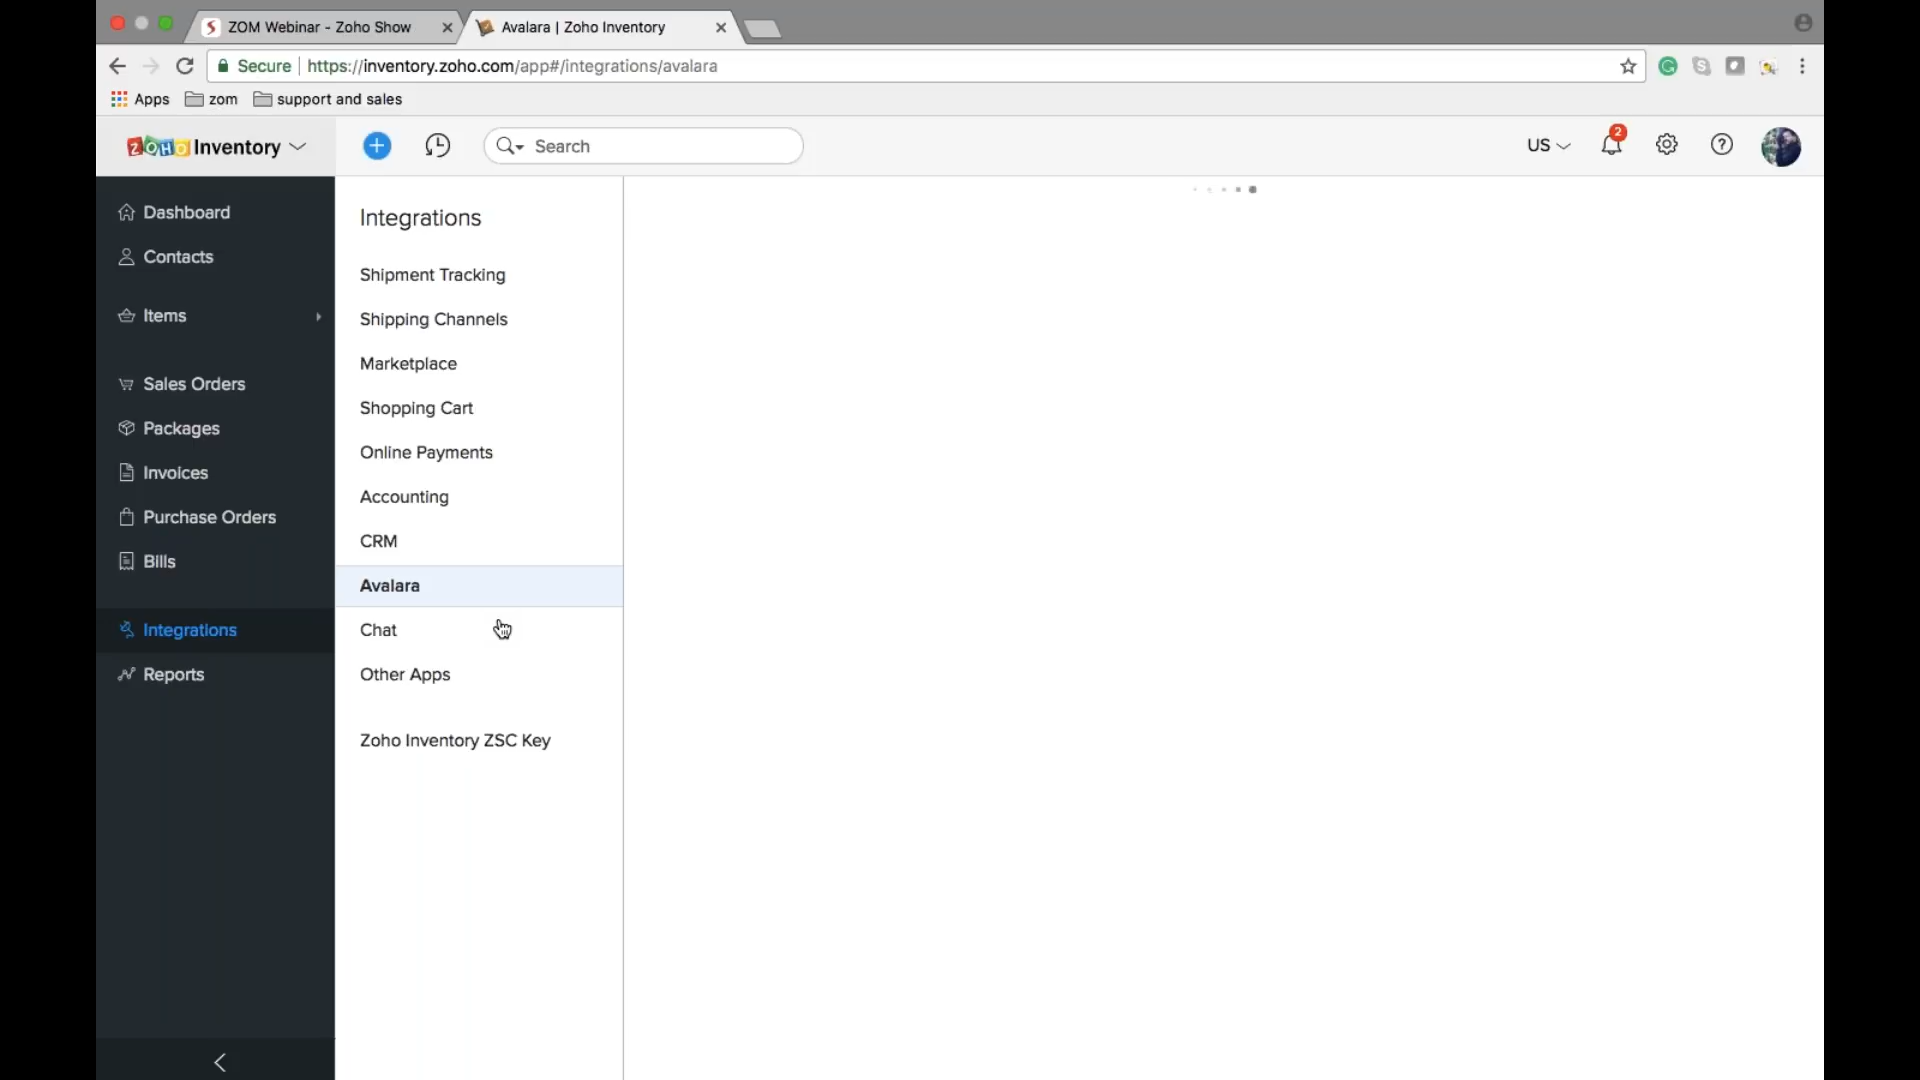 ZOM Webinar - Zoho Show
Avalara | Zoho Inventory
Secure https://inventory.zoho.com/app#/integrations/avalara
Apps zom support and sales
ZOHO Inventory
Search
US
2
Dashboard
Contacts
Items
Sales Orders
Packages
Invoices
Purchase Orders
Bills
Integrations
Reports
Integrations
Shipment Tracking
Shipping Channels
Marketplace
Shopping Cart
Online Payments
Accounting
CRM
Avalara
Chat
Other Apps
Zoho Inventory ZSC Key